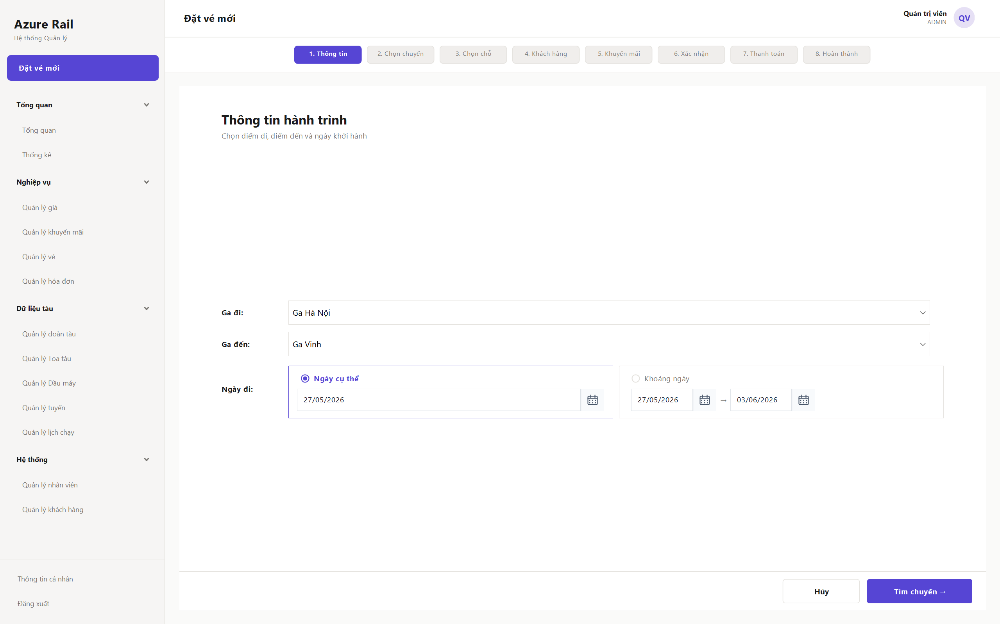 Azure Rail
Hệ thống Quản lý
Đặt vé mới
Tổng quan
Tổng quan
Thống kê
Nghiệp vụ
Quản lý giá
Quản lý khuyến mãi
Quản lý vé
Quản lý hóa đơn
Dữ liệu tàu
Quản lý đoàn tàu
Quản lý Toa tàu
Quản lý Đầu máy
Quản lý tuyến
Quản lý lịch chạy
Hệ thống
Quản lý nhân viên
Quản lý khách hàng
Thông tin cá nhân
Đăng xuất
Đặt vé mới
Quản trị viên
ADMIN
QV
1. Thông tin
2. Chọn chuyến
3. Chọn chỗ
4. Khách hàng
5. Khuyến mãi
6. Xác nhận
7. Thanh toán
8. Hoàn thành
Thông tin hành trình
Chọn điểm đi, điểm đến và ngày khởi hành
Ga đi:
Ga Hà Nội
Ga đến:
Ga Vinh
Ngày đi:
Ngày cụ thể
27/05/2026
Khoảng ngày
27/05/2026 → 03/06/2026
Hủy
Tìm chuyến →